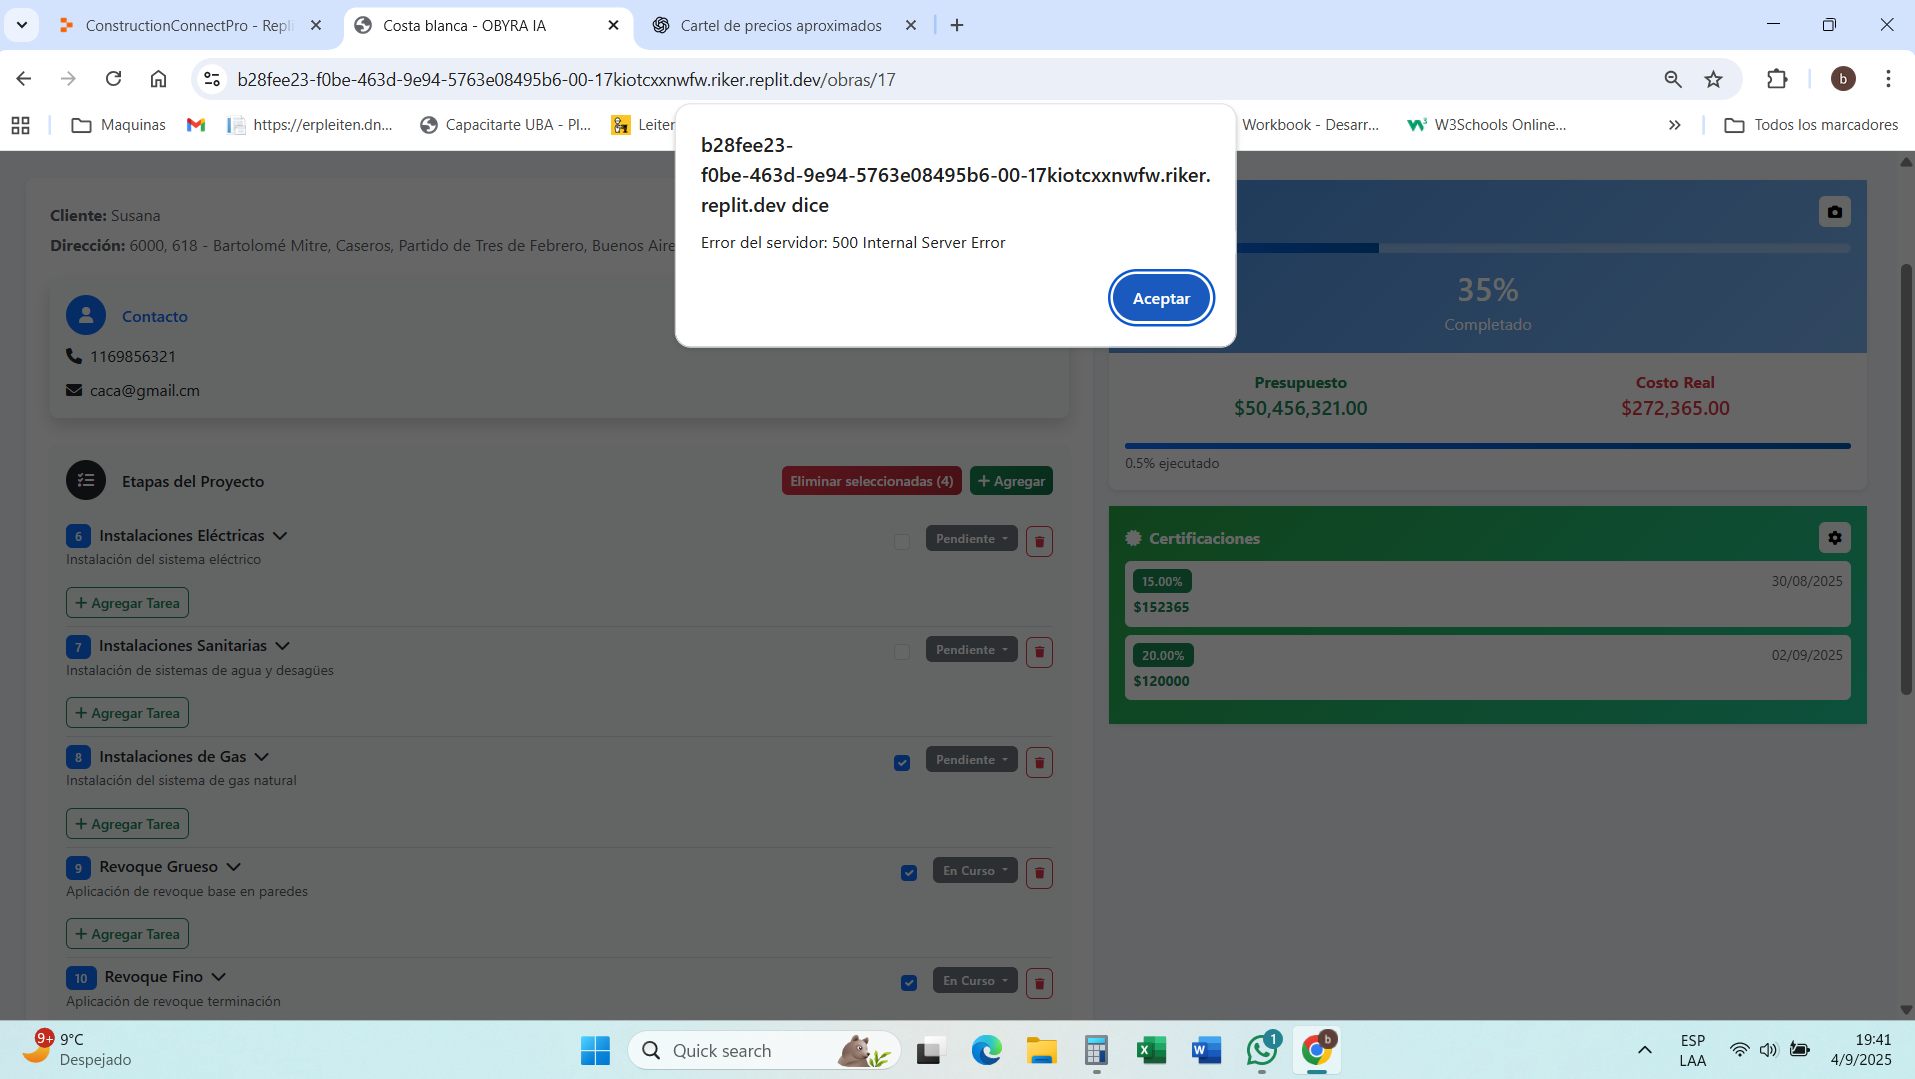 ConstructionConnectPro - Repli
Costa blanca - OBYRA IA
Cartel de precios aproximados
b28fee23-f0be-463d-9e94-5763e08495b6-00-17kiotcxxnwfw.riker.replit.dev/obras/17
b
Maquinas
https://erpleiten.dn...
Capacitarte UBA - Pl...
Leiten
Workbook - Desarr...
W3Schools Online...
Todos los marcadores
b28fee23-
f0be-463d-9e94-5763e08495b6-00-17kiotcxxnwfw.riker.
replit.dev dice
Error del servidor: 500 Internal Server Error
Aceptar
Cliente: Susana
Dirección: 6000, 618 - Bartolomé Mitre, Caseros, Partido de Tres de Febrero, Buenos Aire
Contacto
1169856321
caca@gmail.cm
35%
Completado
Presupuesto
$50,456,321.00
Costo Real
$272,365.00
0.5% ejecutado
Etapas del Proyecto
Eliminar seleccionadas (4)
+ Agregar
6 Instalaciones Eléctricas
Pendiente
Instalación del sistema eléctrico
+ Agregar Tarea
7 Instalaciones Sanitarias
Pendiente
Instalación de sistemas de agua y desagües
+ Agregar Tarea
8 Instalaciones de Gas
Pendiente
Instalación del sistema de gas natural
+ Agregar Tarea
9 Revoque Grueso
En Curso
Aplicación de revoque base en paredes
+ Agregar Tarea
10 Revoque Fino
En Curso
Aplicación de revoque terminación
Certificaciones
15.00%
30/08/2025
$152365
20.00%
02/09/2025
$120000
9+
9°C
Despejado
Quick search
1
b
ESP
LAA
19:41
4/9/2025